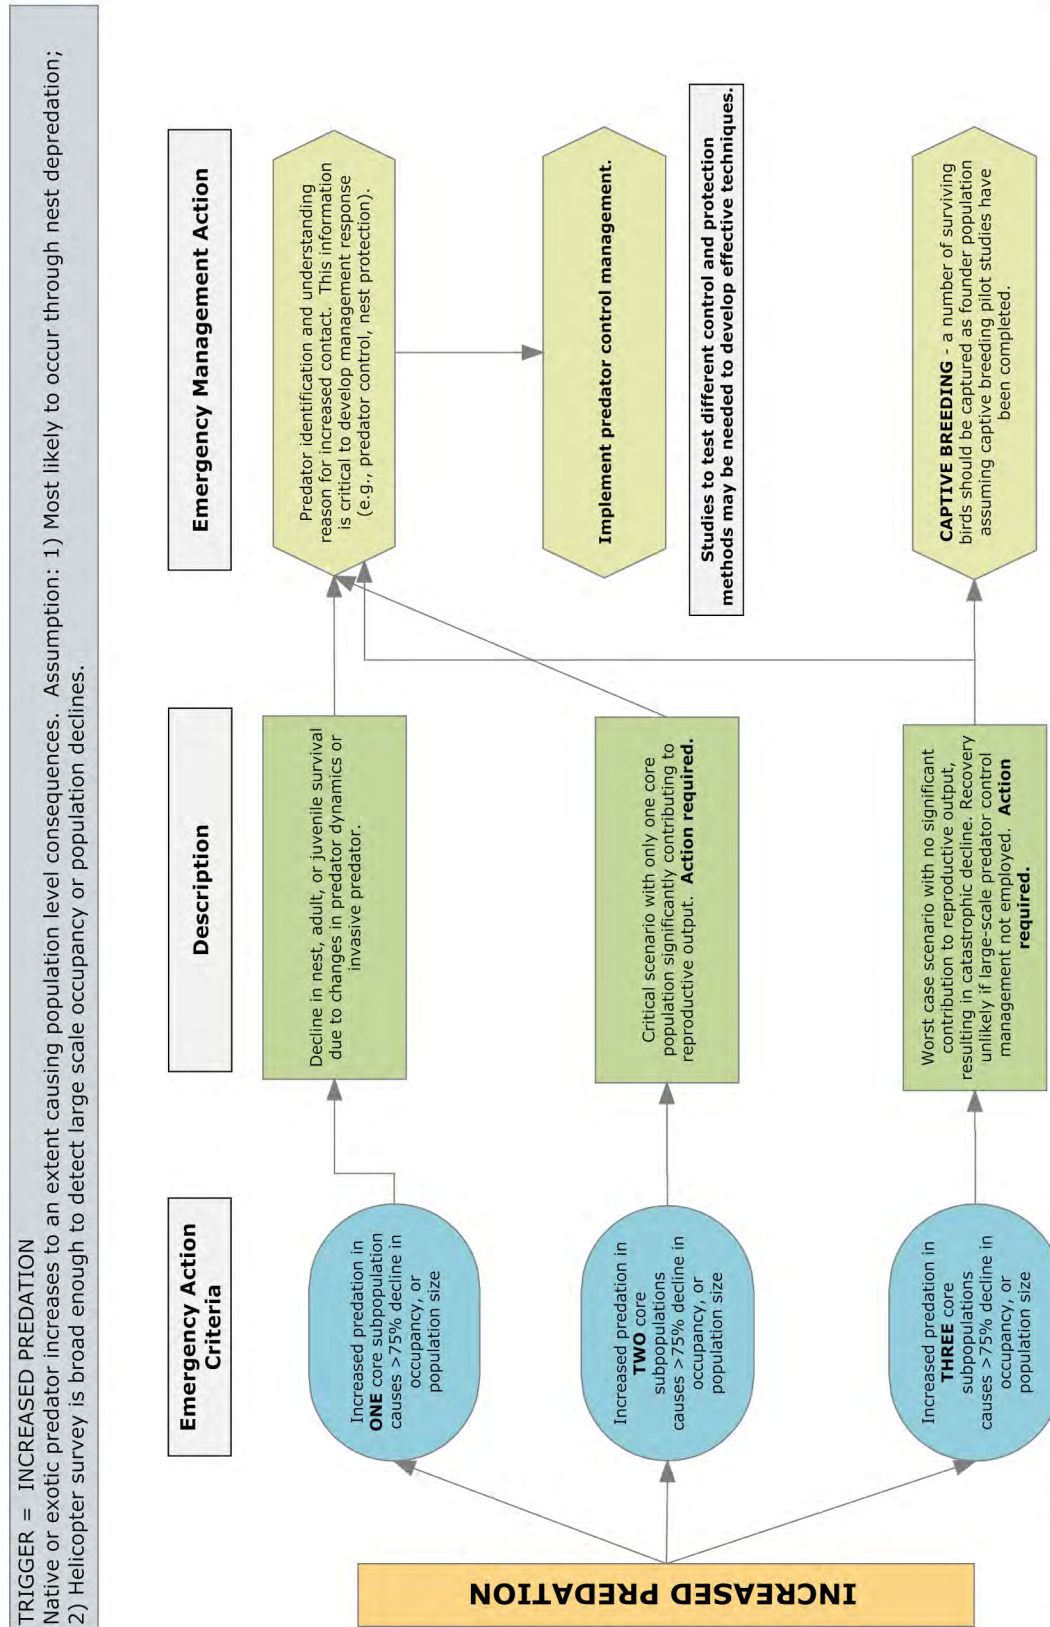 TRIGGER = INCREASED PREDATION
Native or exotic predator increases to an extent causing population level consequences. Assumption: 1) Most likely to occur through nest depredation;
2) Helicopter survey is broad enough to detect large scale occupancy or population declines.
Emergency Action
Criteria
Description
Emergency Management Action
INCREASED PREDATION
Increased predation in
ONE core subpopulation
causes >75% decline in
occupancy, or
population size
Decline in nest, adult, or juvenile survival
due to changes in predator dynamics or
invasive predator.
Predator identification and understanding
reason for increased contact. This information
is critical to develop management response
(e.g., predator control, nest protection).
Increased predation in
TWO core
subpopulations
causes >75% decline in
occupancy, or
population size
Critical scenario with only one core
population significantly contributing to
reproductive output. Action required.
Implement predator control management.
Studies to test different control and protection
methods may be needed to develop effective techniques.
Increased predation in
THREE core
subpopulations
causes >75% decline in
occupancy, or
population size
Worst case scenario with no significant
contribution to reproductive output,
resulting in catastrophic decline. Recovery
unlikely if large-scale predator control
management not employed. Action
required.
CAPTIVE BREEDING - a number of surviving
birds should be captured as founder population
assuming captive breeding pilot studies have
been completed.